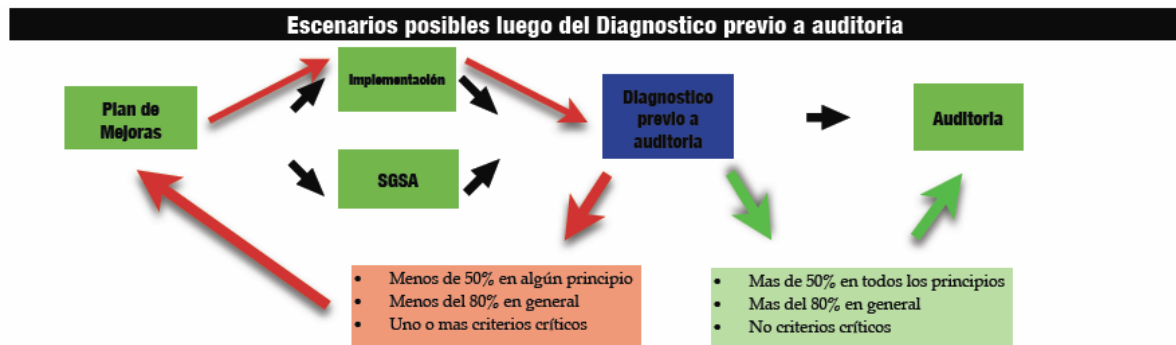 Escenarios posibles luego del Diagnostico previo a auditoria
Implementación
Plan de
Mejoras
Diagnostico
previo a
auditoria
Auditoria
SGSA
• Menos de 50% en algún principio
• Menos del 80% en general
• Uno o mas criterios críticos
• Mas de 50% en todos los principios
• Mas del 80% en general
• No criterios críticos